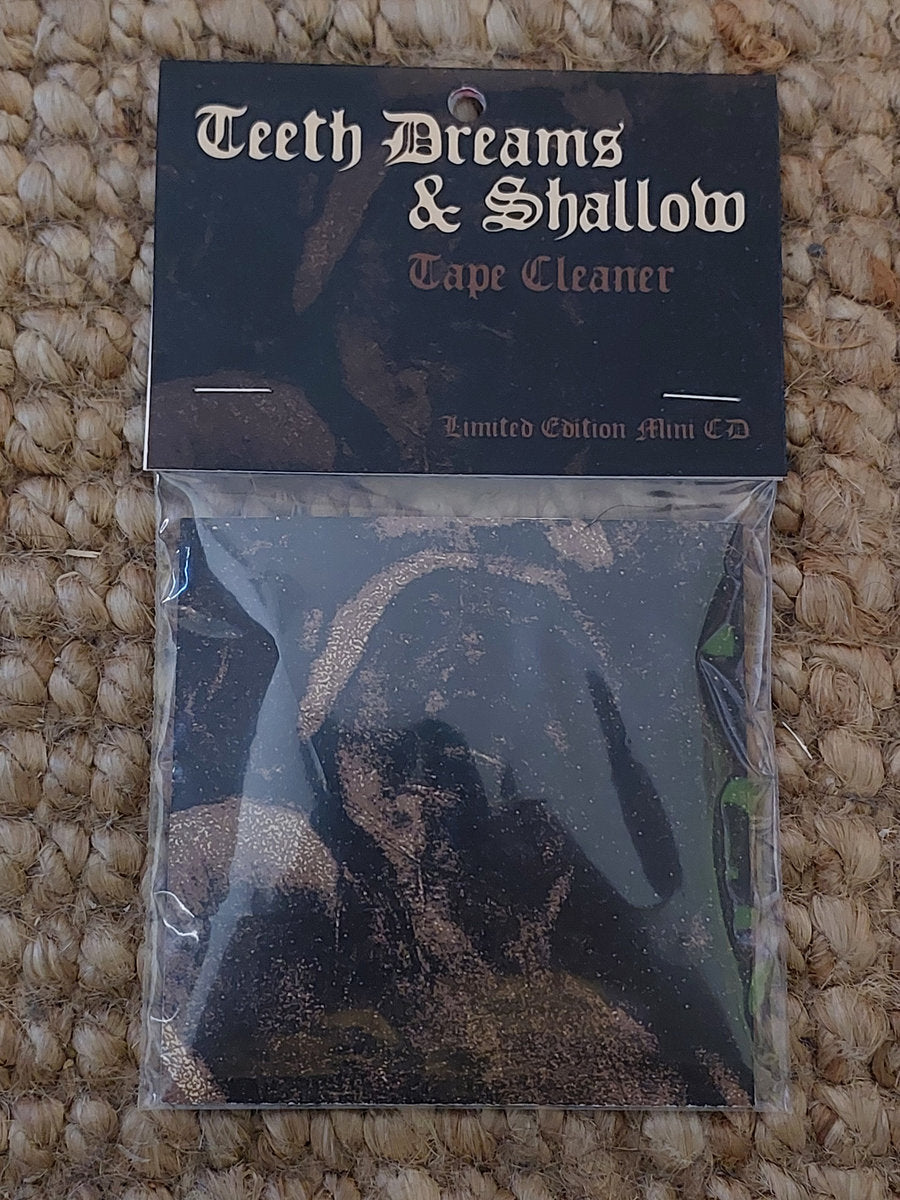 Teeth Dreams
& Shallow
Tape Cleaner
Limited Edition Mini CD